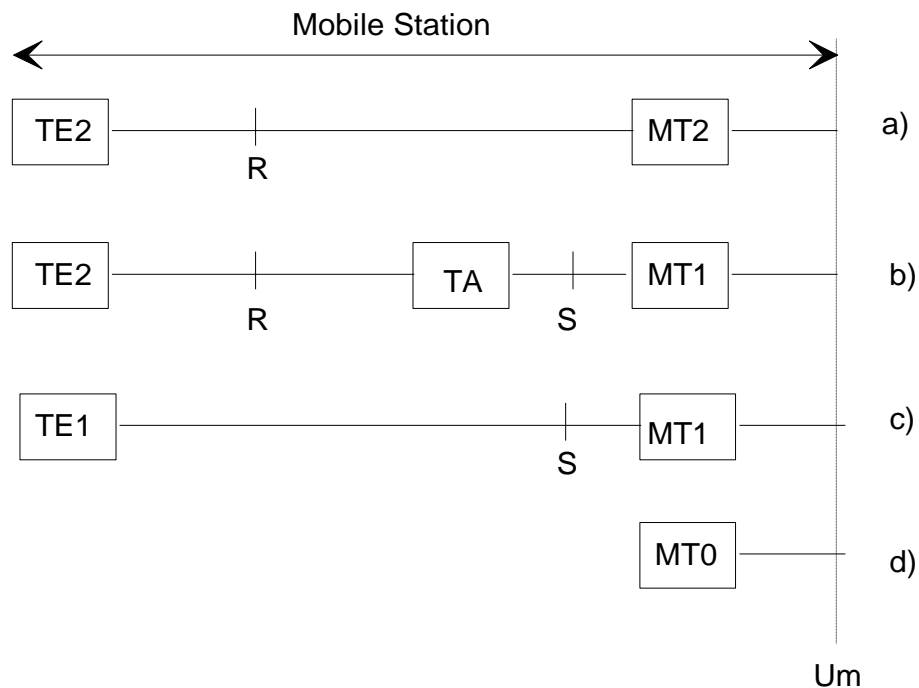 Mobile Station
TE2 MT2 a)
R
TE2 TA MT1 b)
R S
TE1 MT1 c)
S
MT0 d)
Um